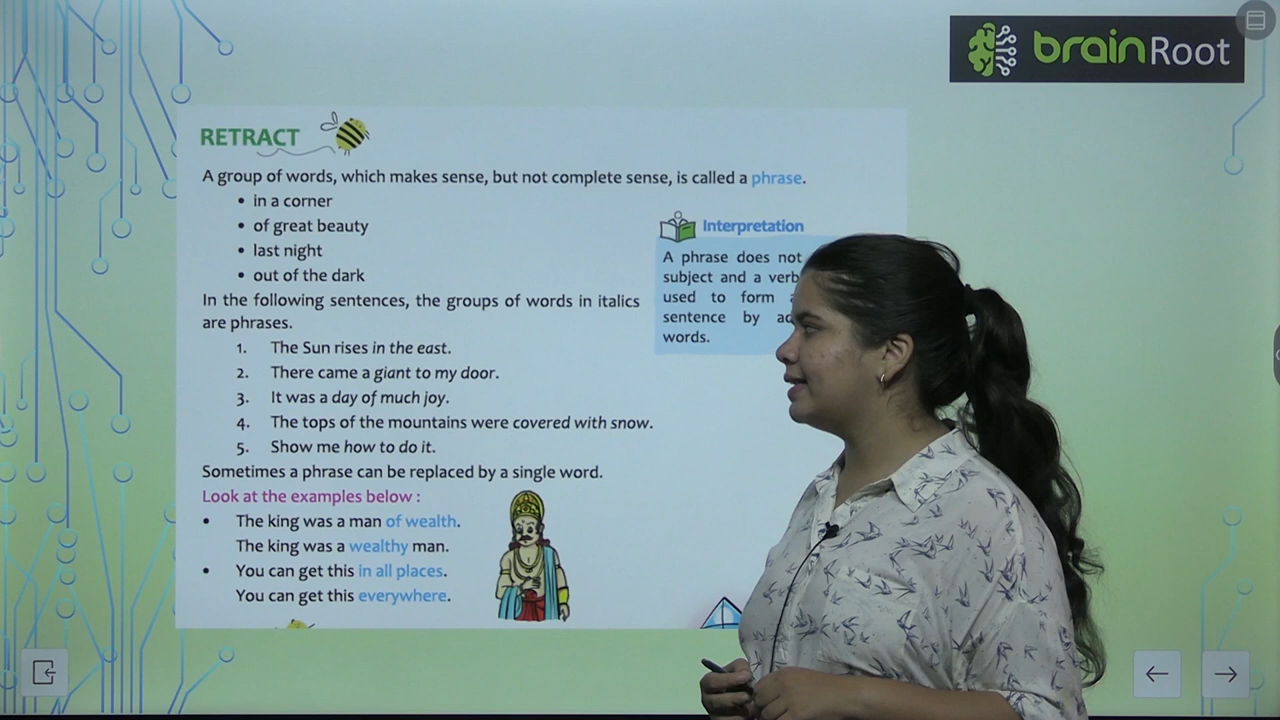 brainRoot
RETRACT
A group of words, which makes sense, but not complete sense, is called a phrase.
• in a corner
• of great beauty
• last night
• out of the dark
In the following sentences, the groups of words in italics
are phrases.
1. The Sun rises in the east.
2. There came a giant to my door.
3. It was a day of much joy.
4. The tops of the mountains were covered with snow.
5. Show me how to do it.
Sometimes a phrase can be replaced by a single word.
Look at the examples below :
• The king was a man of wealth.
The king was a wealthy man.
• You can get this in all places.
You can get this everywhere.
Interpretation
A phrase does not
subject and a verb
used to form
sentence by
words.